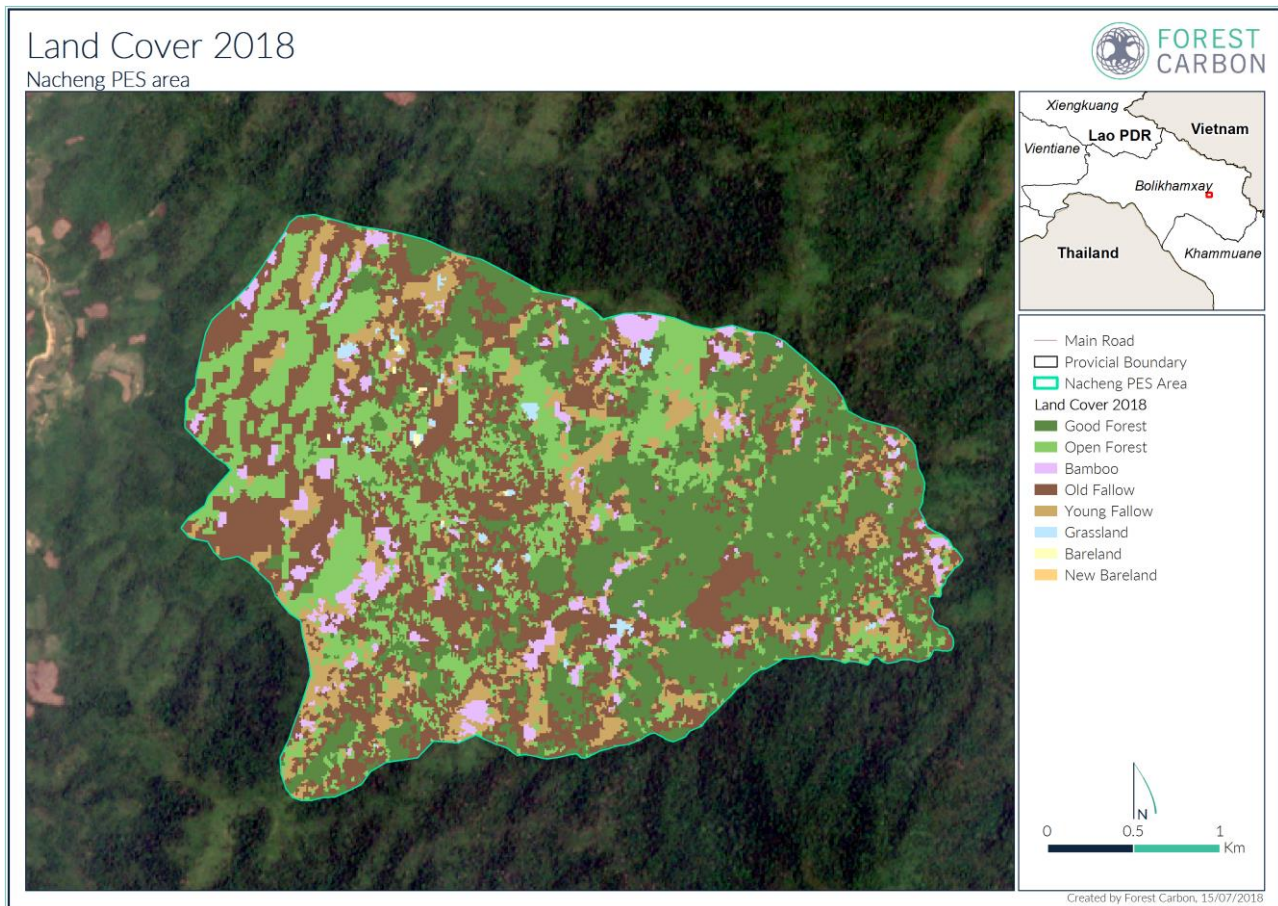 Land Cover 2018
Nacheng PES area
FOREST
CARBON
Xiengkuang
Lao PDR
Vietnam
Vientiane
Bolikhamxay
Thailand
Khammuane
Main Road
Provicial Boundary
Nacheng PES Area
Land Cover 2018
Good Forest
Open Forest
Bamboo
Old Fallow
Young Fallow
Grassland
Bareland
New Bareland
N
0 0.5 1
Km
Created by Forest Carbon, 15/07/2018